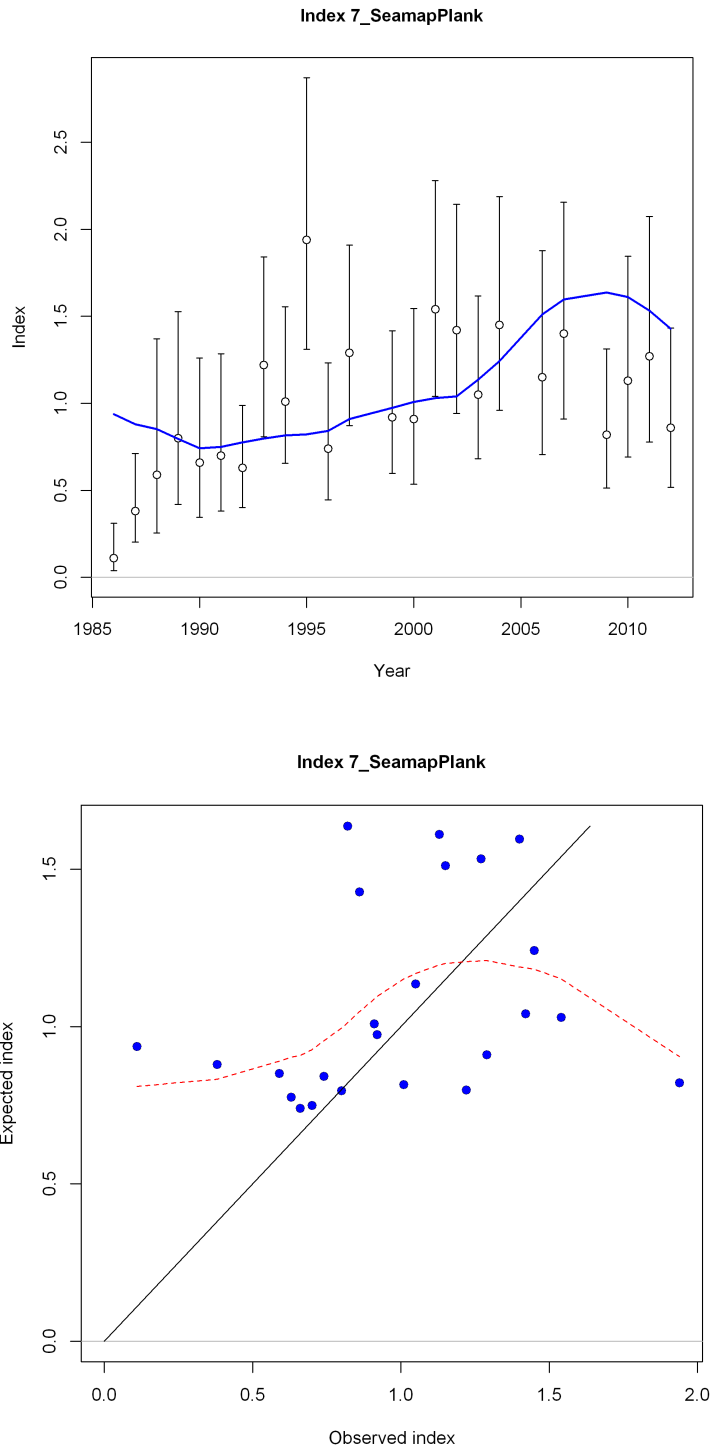 Index 7_SeamapPlank
2.5
2.0
1.5
1.0
0.5
0.0
Index
1985 1990 1995 2000 2005 2010
Year
Index 7_SeamapPlank
1.5
1.0
0.5
0.0
Expected index
0.0 0.5 1.0 1.5 2.0
Observed index